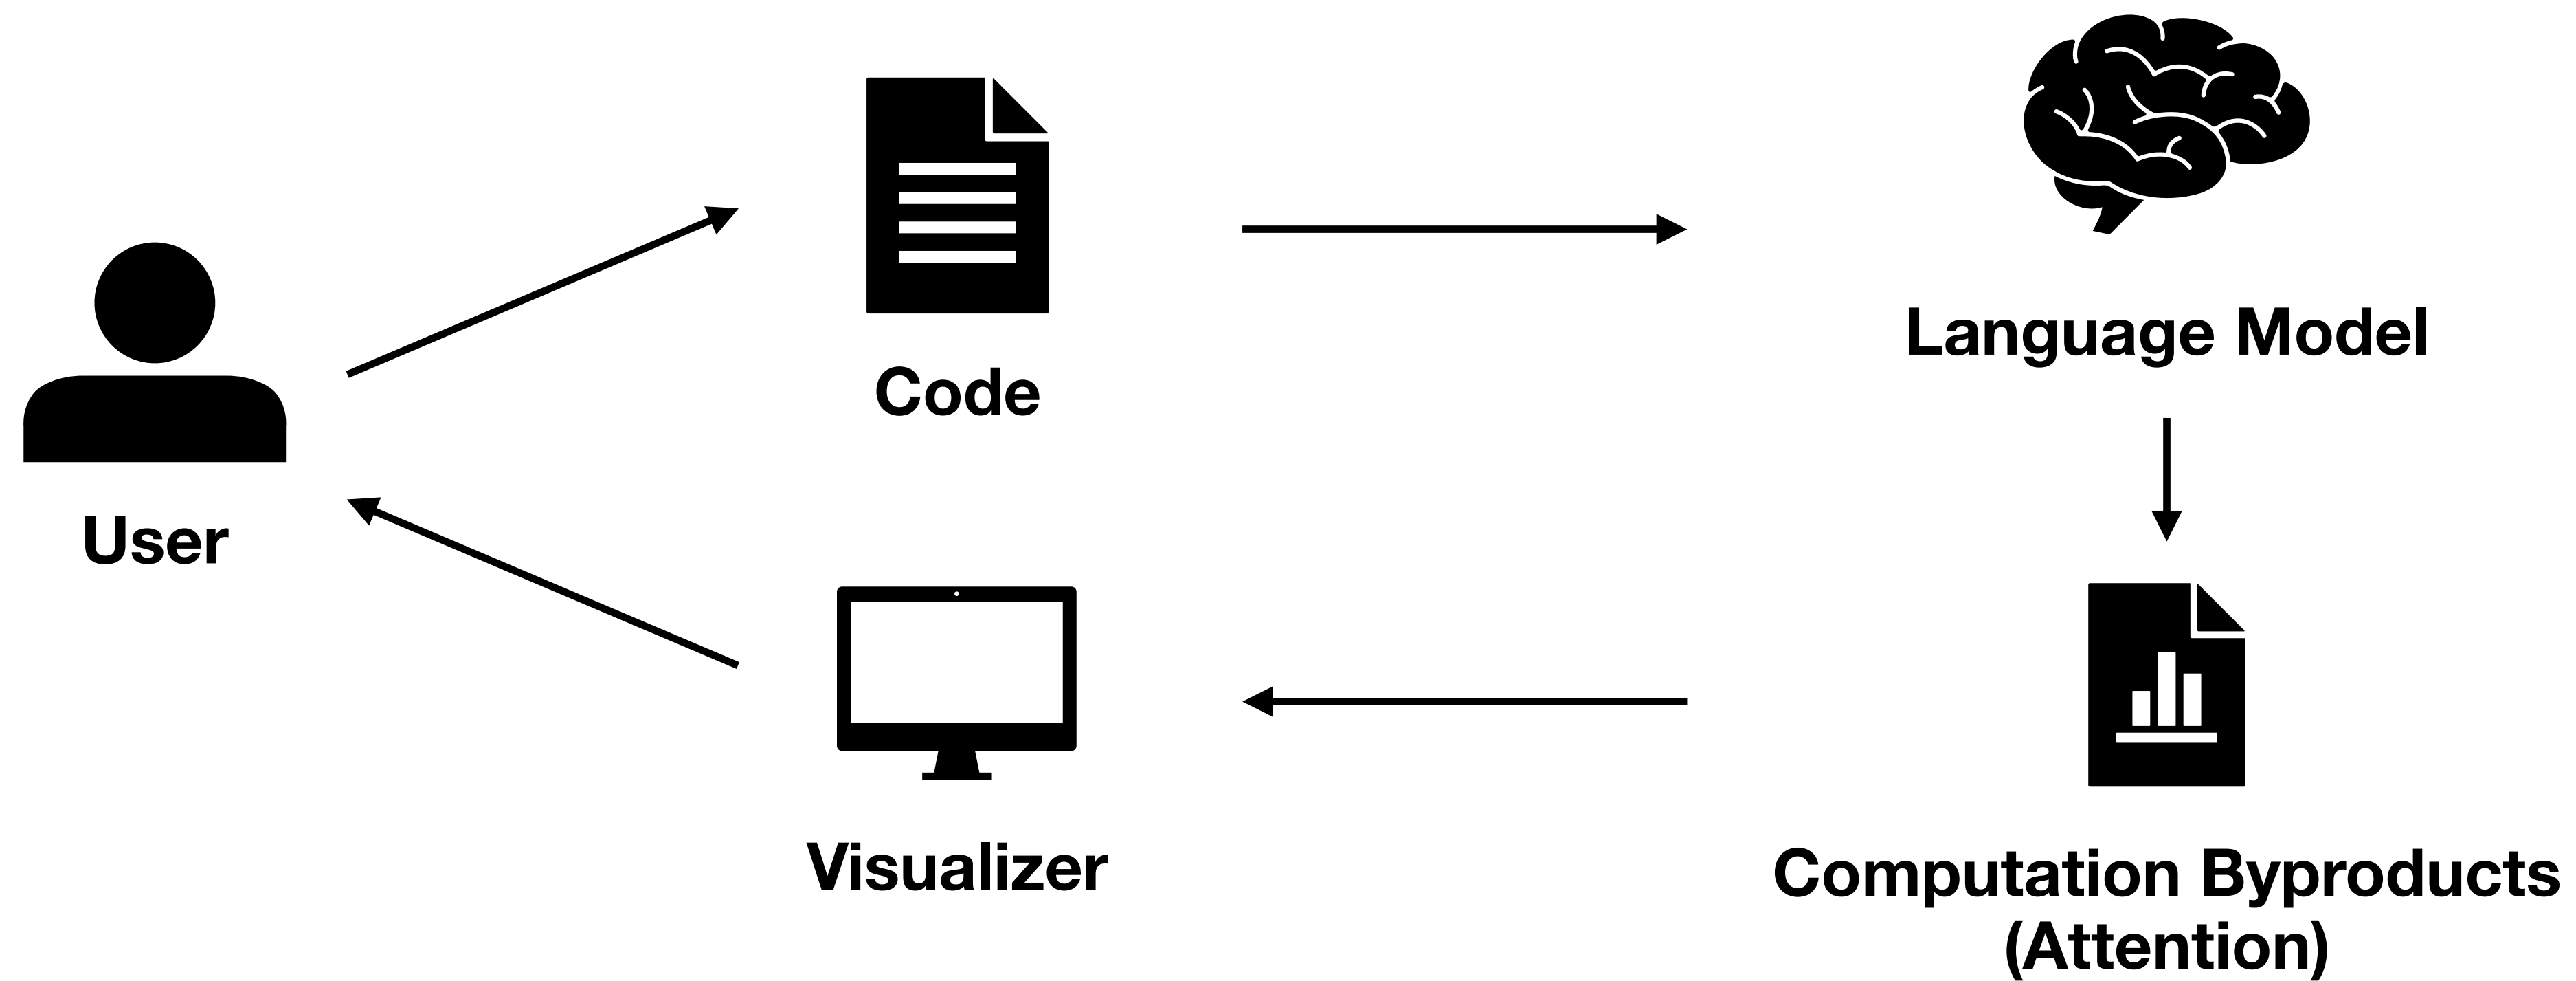 User
Code
Language Model
Visualizer
Computation Byproducts
(Attention)